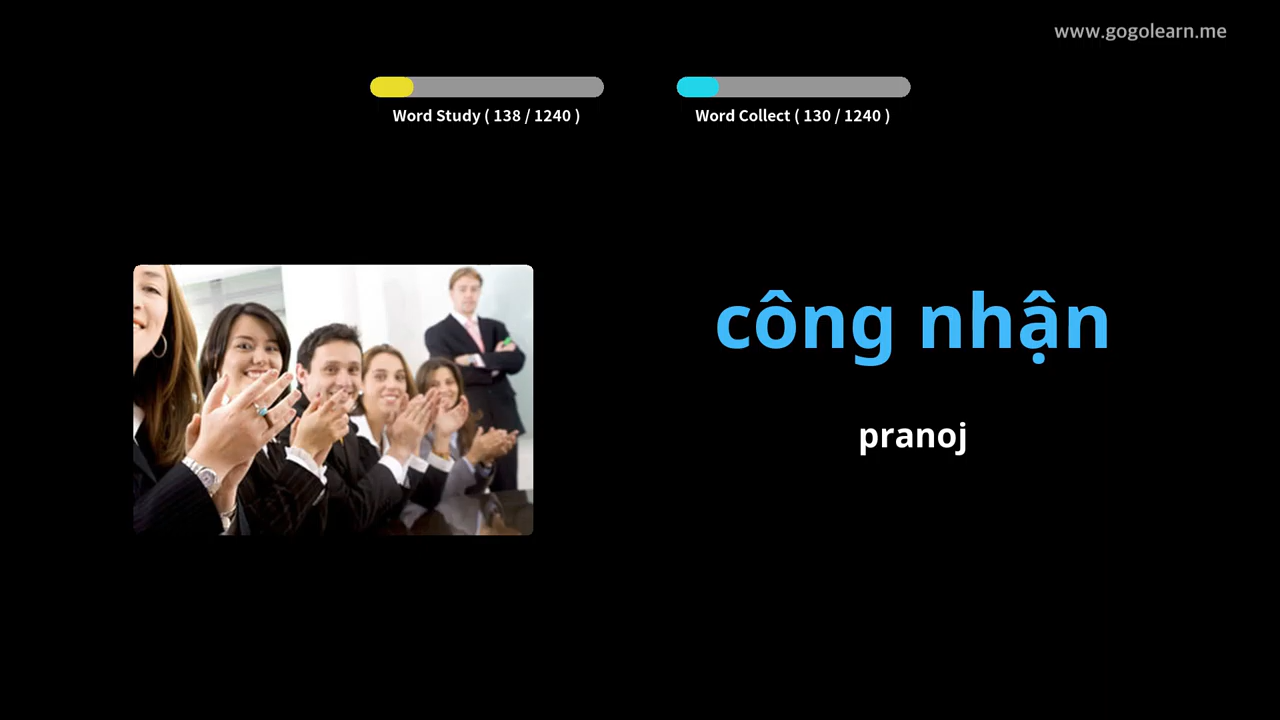 www.gogolearn.me
Word Study ( 138 / 1240 )
Word Collect ( 130 / 1240 )
công nhận
pranoj